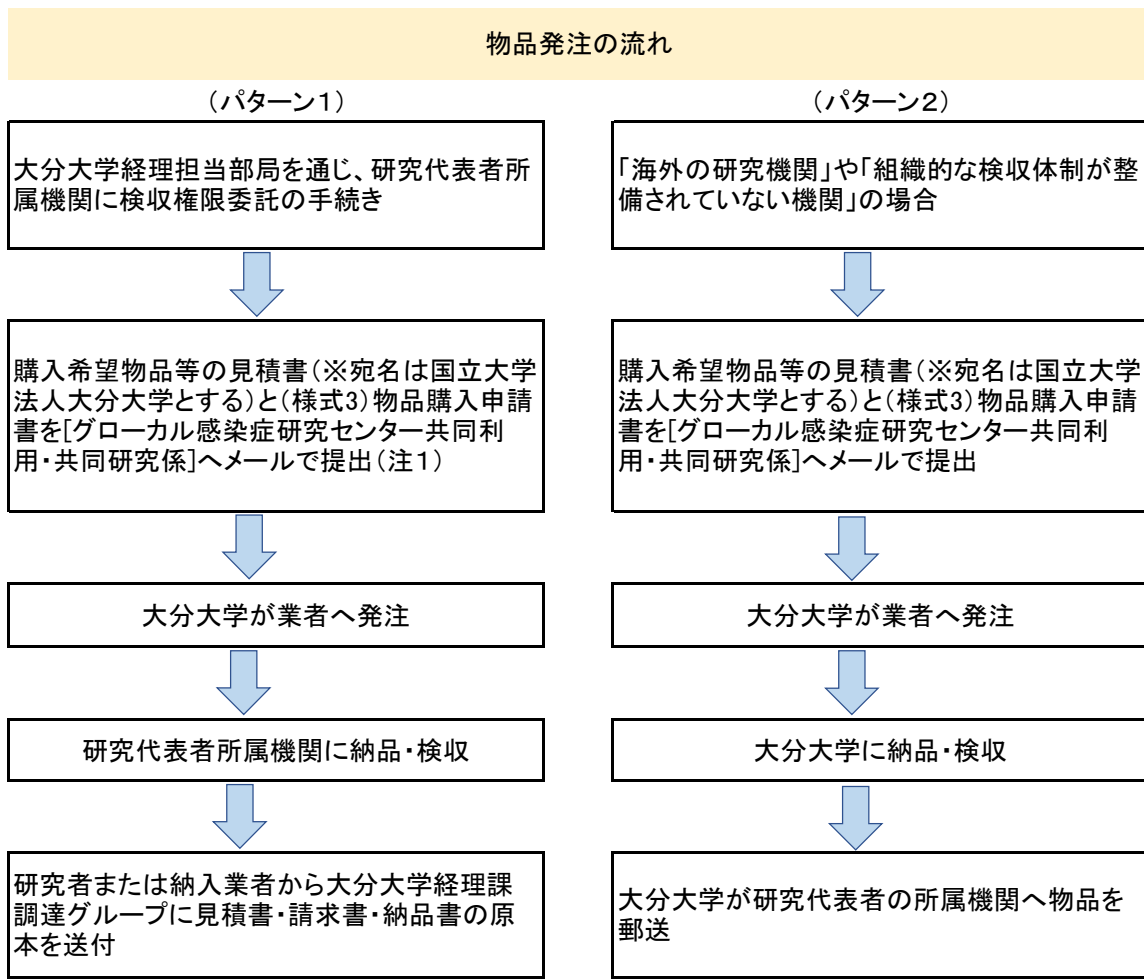 物品発注の流れ
(パターン1)
大分大学経理担当部局を通じ、研究代表者所
属機関に検収権限委託の手続き
購入希望物品等の見積書(※宛名は国立大学
法人大分大学とする)と(様式3)物品購入申請
書を[グローカル感染症研究センター共同利
用・共同研究係]へメールで提出(注1)
大分大学が業者へ発注
研究代表者所属機関に納品・検収
研究者または納入業者から大分大学経理課
調達グループに見積書・請求書・納品書の原
本を送付
(パターン2)
「海外の研究機関」や「組織的な検収体制が整
備されていない機関」の場合
購入希望物品等の見積書(※宛名は国立大学
法人大分大学とする)と(様式3)物品購入申請
書を[グローカル感染症研究センター共同利
用・共同研究係]へメールで提出
大分大学が業者へ発注
大分大学に納品・検収
大分大学が研究代表者の所属機関へ物品を
郵送